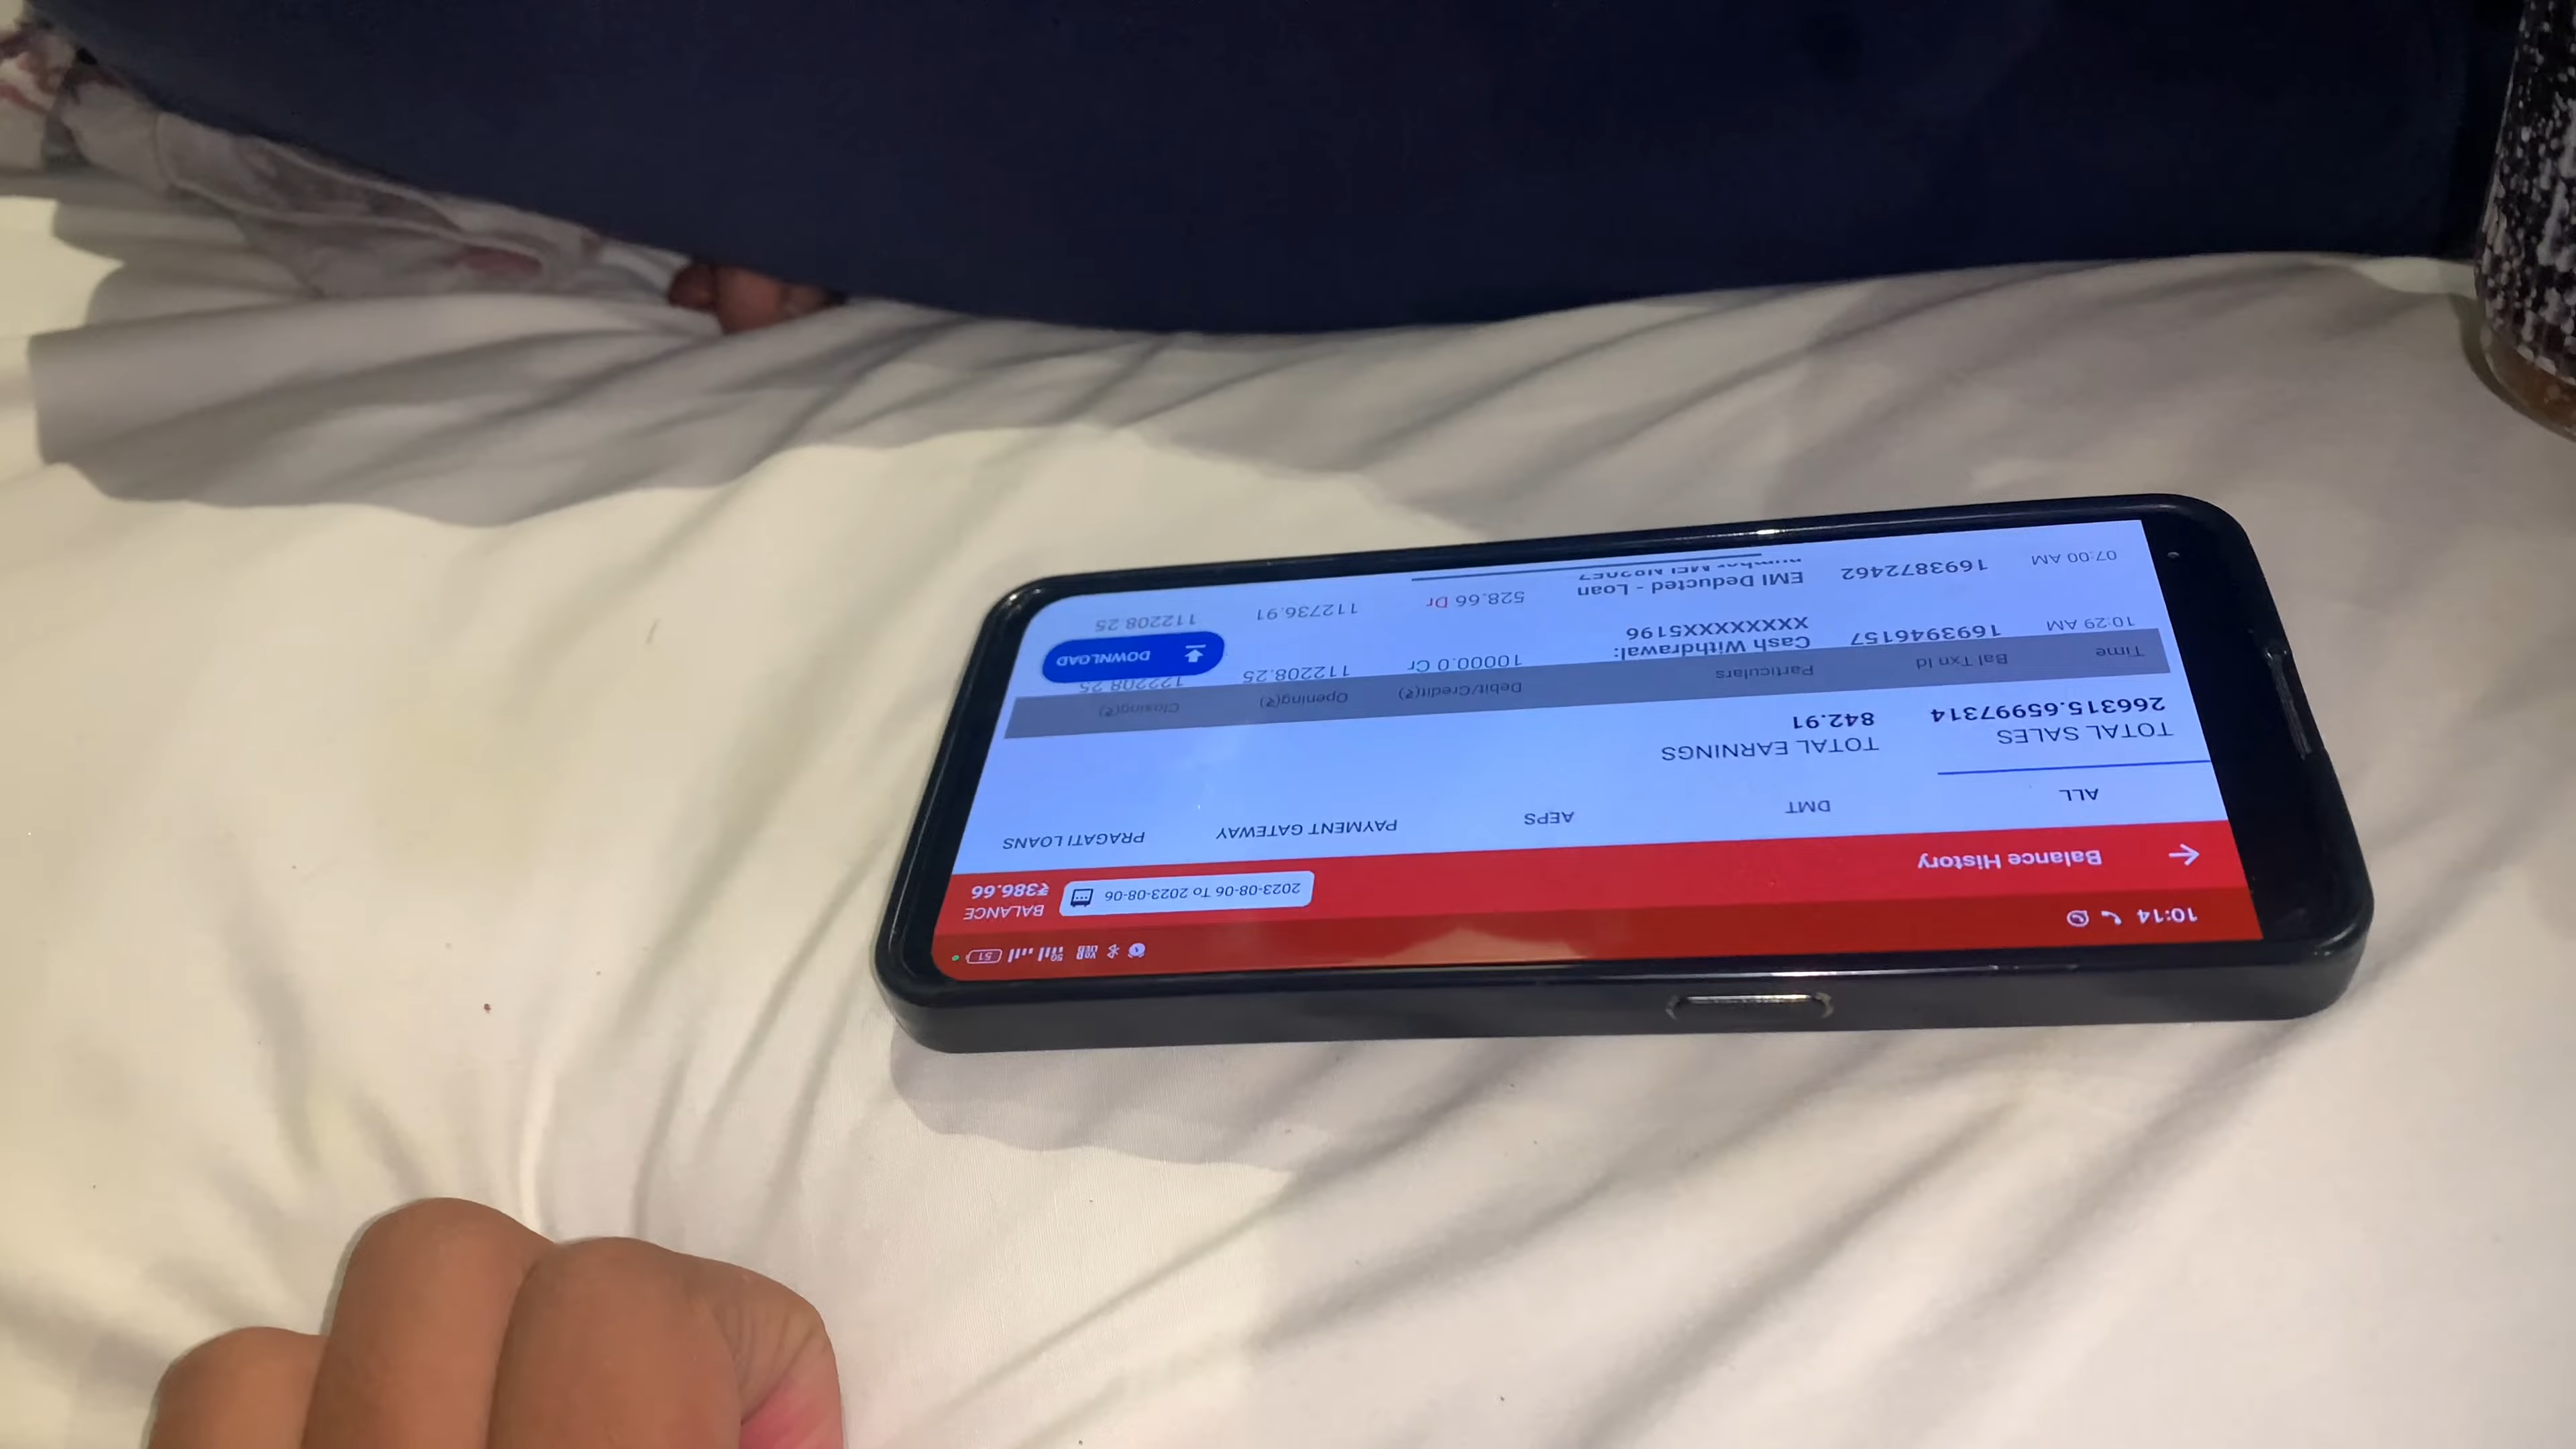 10:14
51
Balance History
2023-08-06 To 2023-08-06
BALANCE
₹386.66
ALL DMT AEPS PAYMENT GATEWAY PRAGATI LOANS
TOTAL SALES TOTAL EARNINGS
266315.65997314 842.91
Time Bal Txn Id Particulars Debit/Credit(₹) Opening(₹) Closing(₹)
10:29 AM 1693946157 Cash Withdrawal: 10000.0 Cr 112208.25 122208.25
XXXXXXXX5196
DOWNLOAD
07:00 AM 1693872462 EMI Deducted - Loan 528.66 Dr 112736.91 112208.25